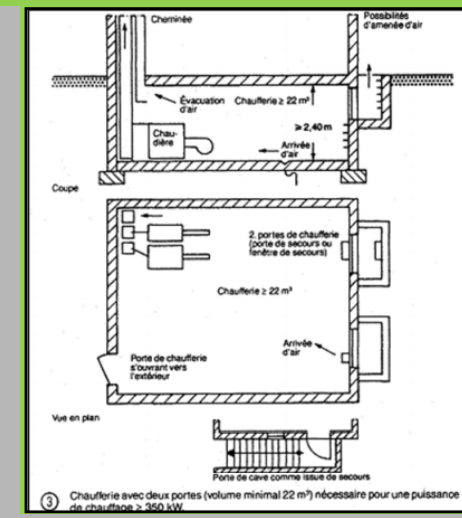 Cheminée
Possibilités
d'amenée d'air
Évacuation
d'air
Chaufferie ≥ 22 m³
≥ 2,40 m
Chau-
dière
Arrivée
d'air
Coupe
2. portes de chaufferie
(porte de secours ou
fenêtre de secours)
Chaufferie ≥ 22 m³
Arrivée
d'air
Porte de chaufferie
s'ouvrant vers
l'extérieur
Vue en plan
Porte de cave comme issue de secours
3 Chaufferie avec deux portes (volume minimal 22 m³) nécessaire pour une puissance
de chauffage ≥ 350 kW.